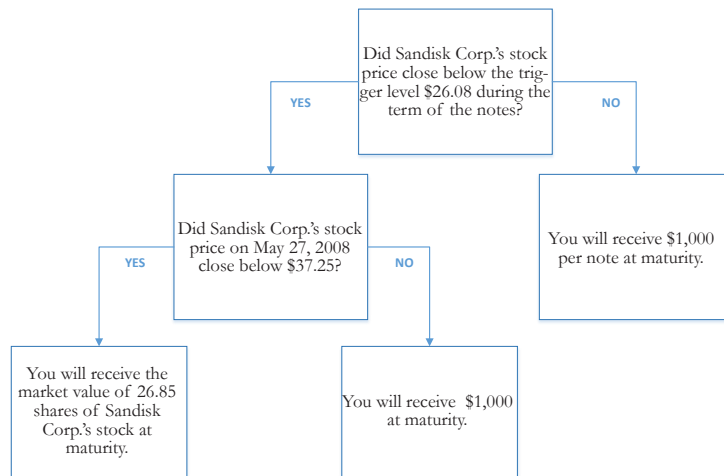 Did Sandisk Corp.'s stock
price close below the trig-
ger level $26.08 during the
term of the notes?
YES
NO
Did Sandisk Corp.'s stock
price on May 27, 2008
close below $37.25?
You will receive $1,000
per note at maturity.
YES
NO
You will receive the
market value of 26.85
shares of Sandisk
Corp.'s stock at
maturity.
You will receive $1,000
at maturity.